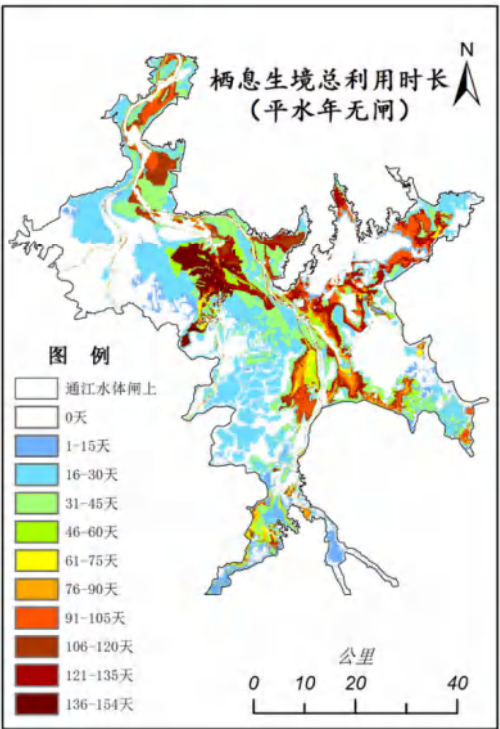 栖息生境总利用时长
（平水年无闸）
N
图 例
通江水体闸上
0天
1-15天
16-30天
31-45天
46-60天
61-75天
76-90天
91-105天
106-120天
121-135天
136-154天
公里
0 10 20 40